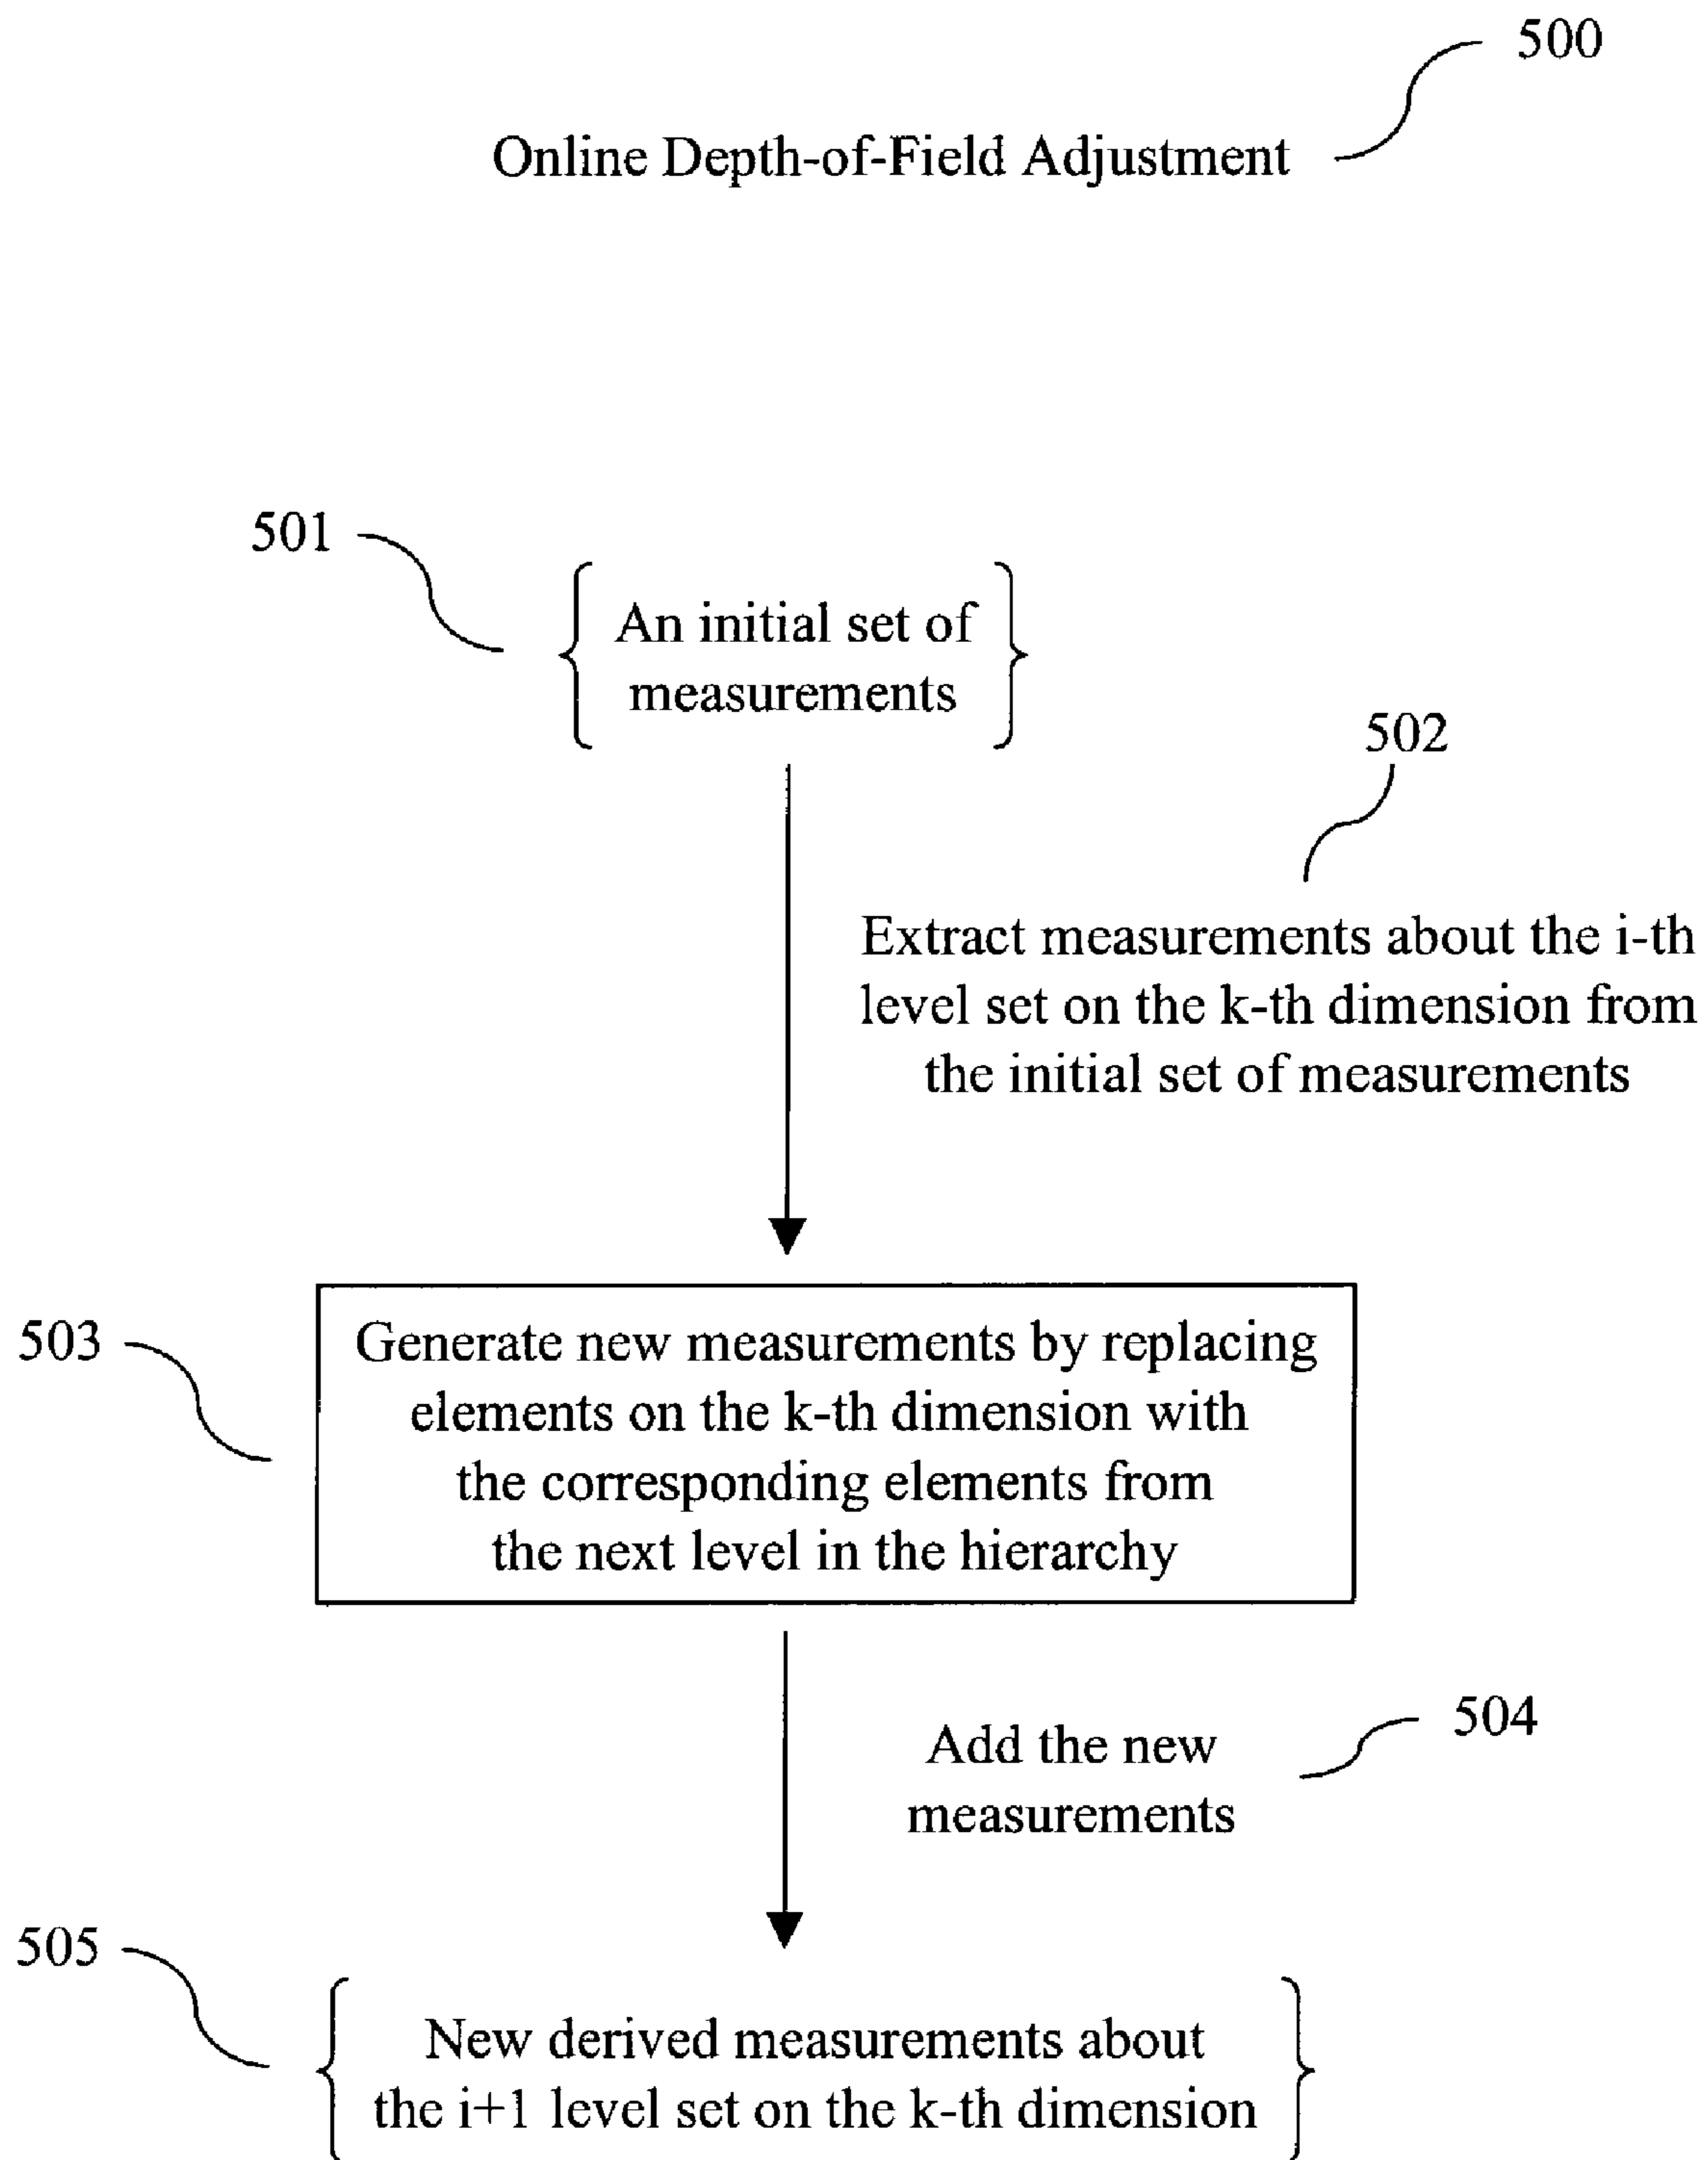 500
Online Depth-of-Field Adjustment
501
An initial set of
measurements
502
Extract measurements about the i-th
level set on the k-th dimension from
the initial set of measurements
503
Generate new measurements by replacing
elements on the k-th dimension with
the corresponding elements from
the next level in the hierarchy
504
Add the new
measurements
505
New derived measurements about
the i+1 level set on the k-th dimension